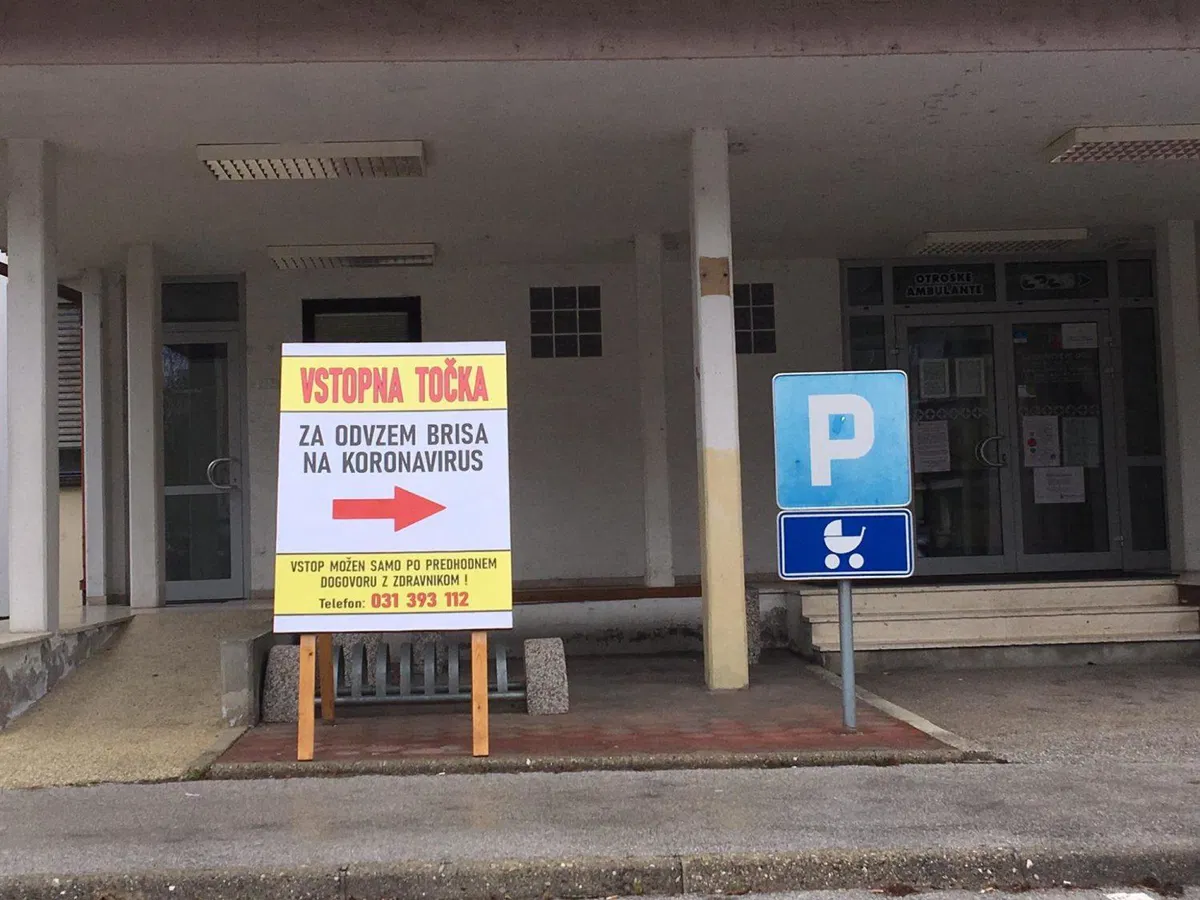 OTROŠKE
AMBULANTE
VSTOPNA TOČKA
ZA ODVZEM BRISA
NA KORONAVIRUS
VSTOP MOŽEN SAMO PO PREDHODNEM
DOGOVORU Z ZDRAVNIKOM !
Telefon: 031 393 112
P